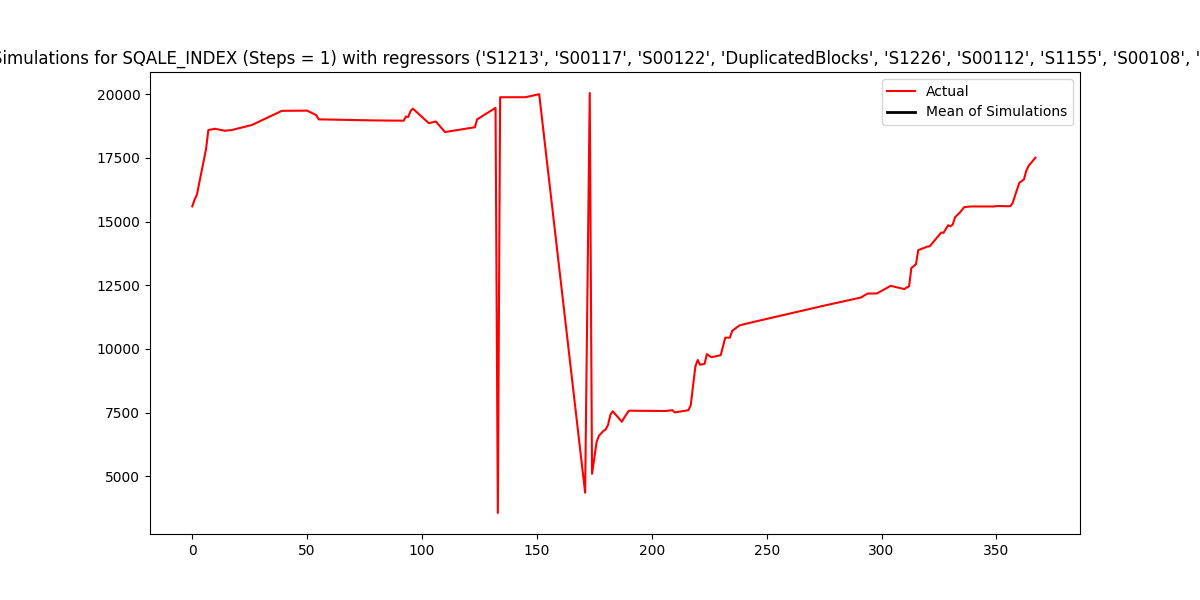 Simulations for SQALE_INDEX (Steps = 1) with regressors ('S1213', 'S00117', 'S00122', 'DuplicatedBlocks', 'S1226', 'S00112', 'S1155', 'S00108', '
Actual
Mean of Simulations
20000
17500
15000
12500
10000
7500
5000
0 50 100 150 200 250 300 350